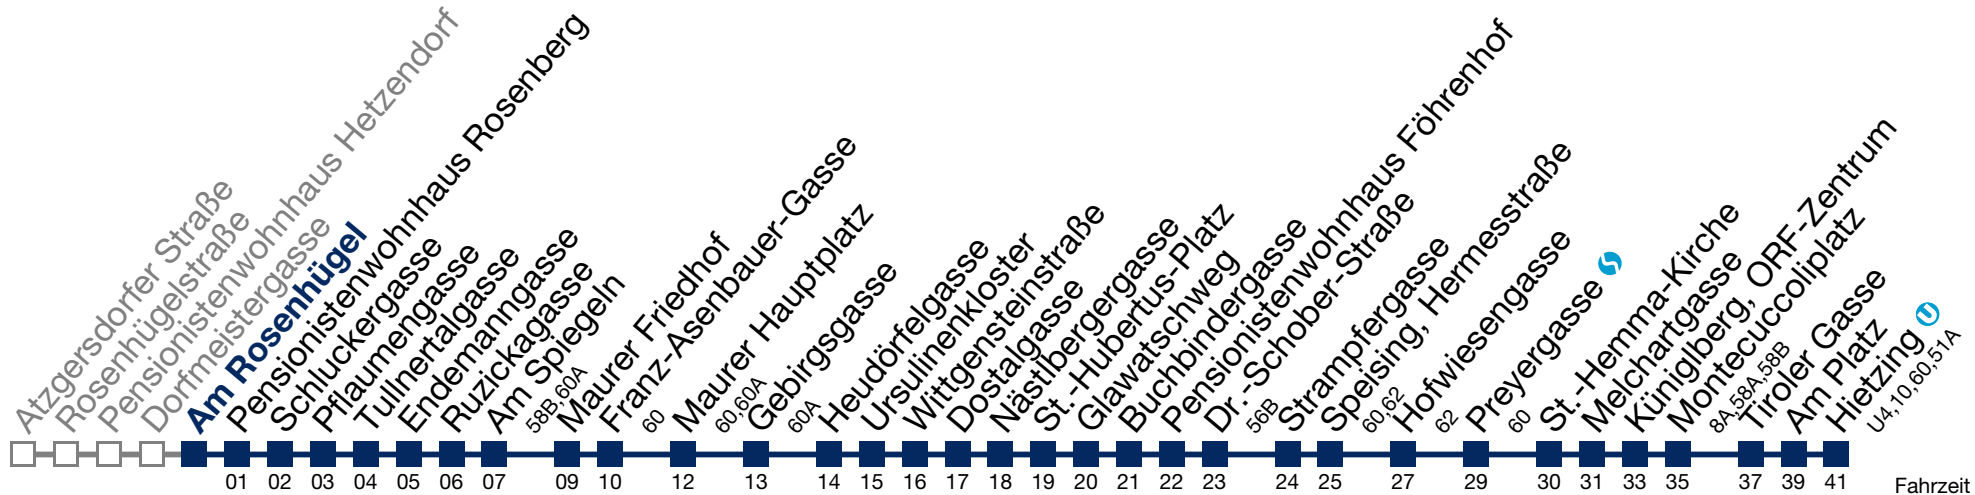 Atzgersdorfer Straße
Rosenhügelstraße
Pensionistenwohnhaus Hetzendorf
Dorfmeistergasse
Am Rosenhügel
Pensionistenwohnhaus Rosenberg
Schluckergasse
Pflaumengasse
Tullnertalgasse
Endemanngasse
Ruzickagasse
Am Spiegeln
58B,60A
Maurer Friedhof
Franz-Asenbauer-Gasse
60
Maurer Hauptplatz
60,60A
Gebirgsgasse
60A
Heudörfelgasse
Ursulinenkloster
Wittgensteinstraße
Dostalgasse
Nästlbergergasse
St.-Hubertus-Platz
Glawatschweg
Buchbindergasse
Pensionistenwohnhaus Föhrenhof
Dr.-Schober-Straße
56B
Strampfergasse
Speising, Hermesstraße
60,62
Hofwiesengasse
62
Preyergasse
60
St.-Hemma-Kirche
Melchartgasse
Küniglberg, ORF-Zentrum
Montecuccoliplatz
8A,58A,58B
Tiroler Gasse
Am Platz
Hietzing U
U4,10,60,51A
01 02 03 04 05 06 07 09 10 12 13 14 15 16 17 18 19 20 21 22 23 24 25 27 29 30 31 33 35 37 39 41 Fahrzeit